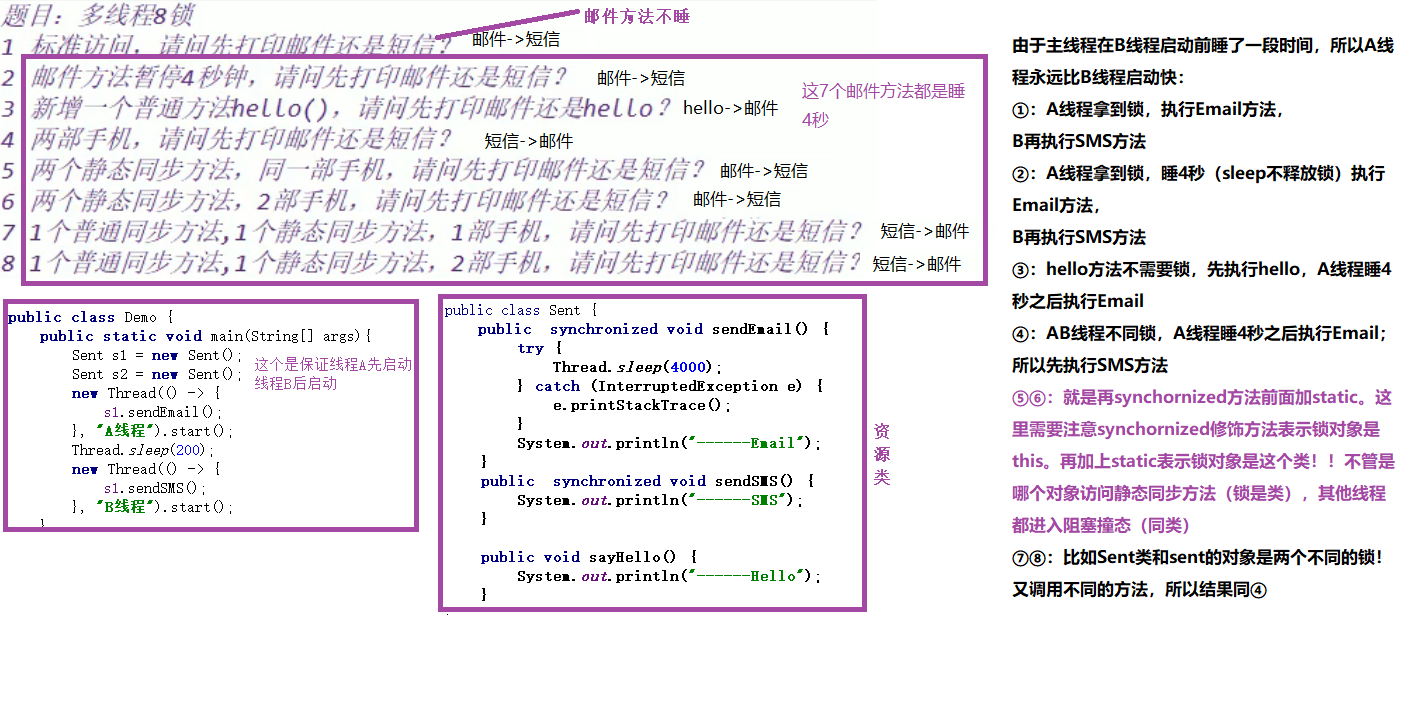 题目：多线程8锁
邮件方法不睡
1 标准访问，请问先打印邮件还是短信？ 邮件->短信
2 邮件方法暂停4秒钟，请问先打印邮件还是短信？ 邮件->短信
3 新增一个普通方法hello()，请问先打印邮件还是hello？ hello->邮件
4 两部手机，请问先打印邮件还是短信？ 短信->邮件
5 两个静态同步方法，同一部手机，请问先打印邮件还是短信？ 邮件->短信
6 两个静态同步方法，2部手机，请问先打印邮件还是短信？ 邮件->短信
7 1个普通同步方法,1个静态同步方法，1部手机，请问先打印邮件还是短信？ 短信->邮件
8 1个普通同步方法,1个静态同步方法，2部手机，请问先打印邮件还是短信？ 短信->邮件
这7个邮件方法都是睡
4秒
public class Demo {
public static void main(String[] args){
Sent s1 = new Sent();
Sent s2 = new Sent();
new Thread(() -> {
s1.sendEmail();
}, "A线程").start();
Thread.sleep(200);
new Thread(() -> {
s1.sendSMS();
}, "B线程").start();
}
这个是保证线程A先启动
线程B后启动
public class Sent {
public synchronized void sendEmail() {
try {
Thread.sleep(4000);
} catch (InterruptedException e) {
e.printStackTrace();
}
System.out.println("------Email");
}
public synchronized void sendSMS() {
System.out.println("------SMS");
}
public void sayHello() {
System.out.println("------Hello");
}
资
源
类
由于主线程在B线程启动前睡了一段时间，所以A线
程永远比B线程启动快：
①：A线程拿到锁，执行Email方法，
B再执行SMS方法
②：A线程拿到锁，睡4秒（sleep不释放锁）执行
Email方法，
B再执行SMS方法
③：hello方法不需要锁，先执行hello，A线程睡4
秒之后执行Email
④：AB线程不同锁，A线程睡4秒之后执行Email；
所以先执行SMS方法
⑤⑥：就是再synchornized方法前面加static。这
里需要注意synchornized修饰方法表示锁对象是
this。再加上static表示锁对象是这个类！！不管是
哪个对象访问静态同步方法（锁是类），其他线程
都进入阻塞撞态（同类）
⑦⑧：比如Sent类和sent的对象是两个不同的锁！
又调用不同的方法，所以结果同④